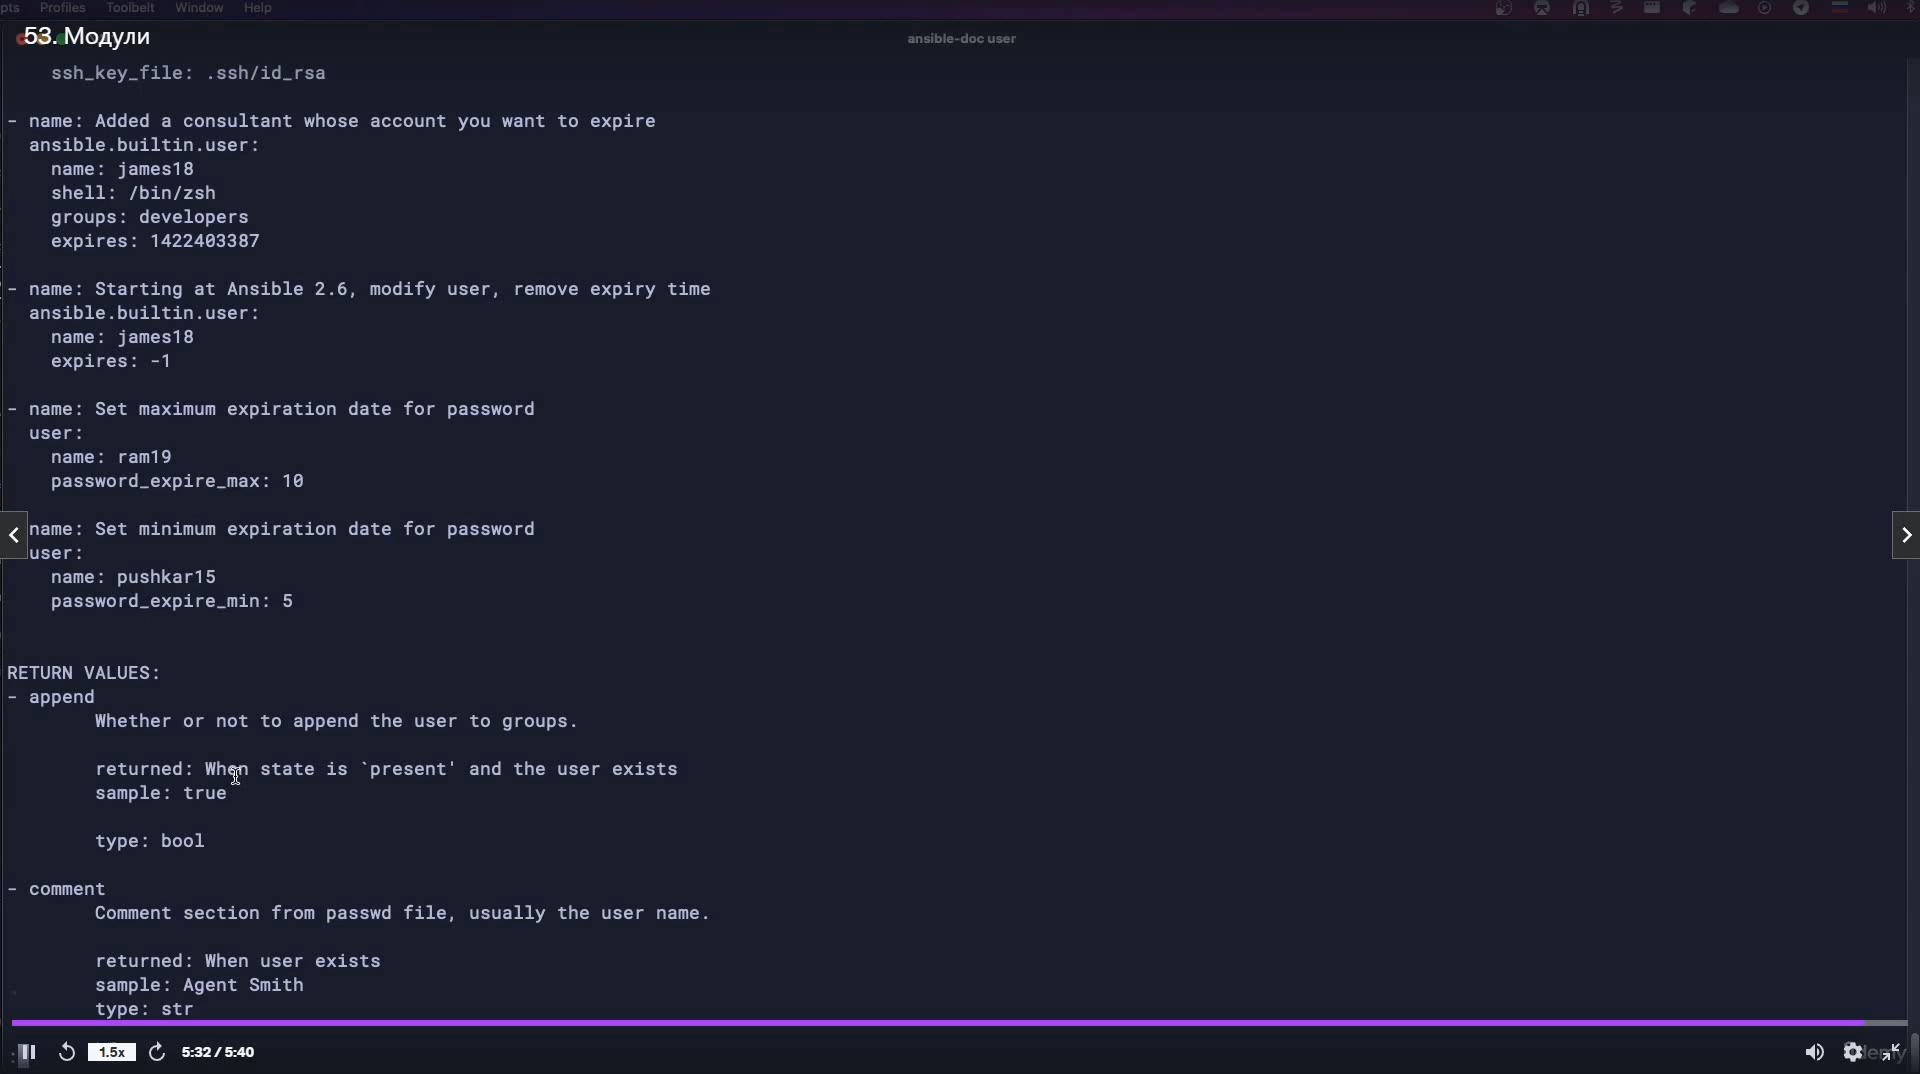 pts Profiles Toolbelt Window Help
53. Модули
ansible-doc user
ssh_key_file: .ssh/id_rsa
- name: Added a consultant whose account you want to expire
ansible.builtin.user:
name: james18
shell: /bin/zsh
groups: developers
expires: 1422403387
- name: Starting at Ansible 2.6, modify user, remove expiry time
ansible.builtin.user:
name: james18
expires: -1
- name: Set maximum expiration date for password
user:
name: ram19
password_expire_max: 10
name: Set minimum expiration date for password
user:
name: pushkar15
password_expire_min: 5
RETURN VALUES:
- append
Whether or not to append the user to groups.
returned: When state is `present' and the user exists
sample: true
type: bool
- comment
Comment section from passwd file, usually the user name.
returned: When user exists
sample: Agent Smith
type: str
1.5x 5:32 / 5:40